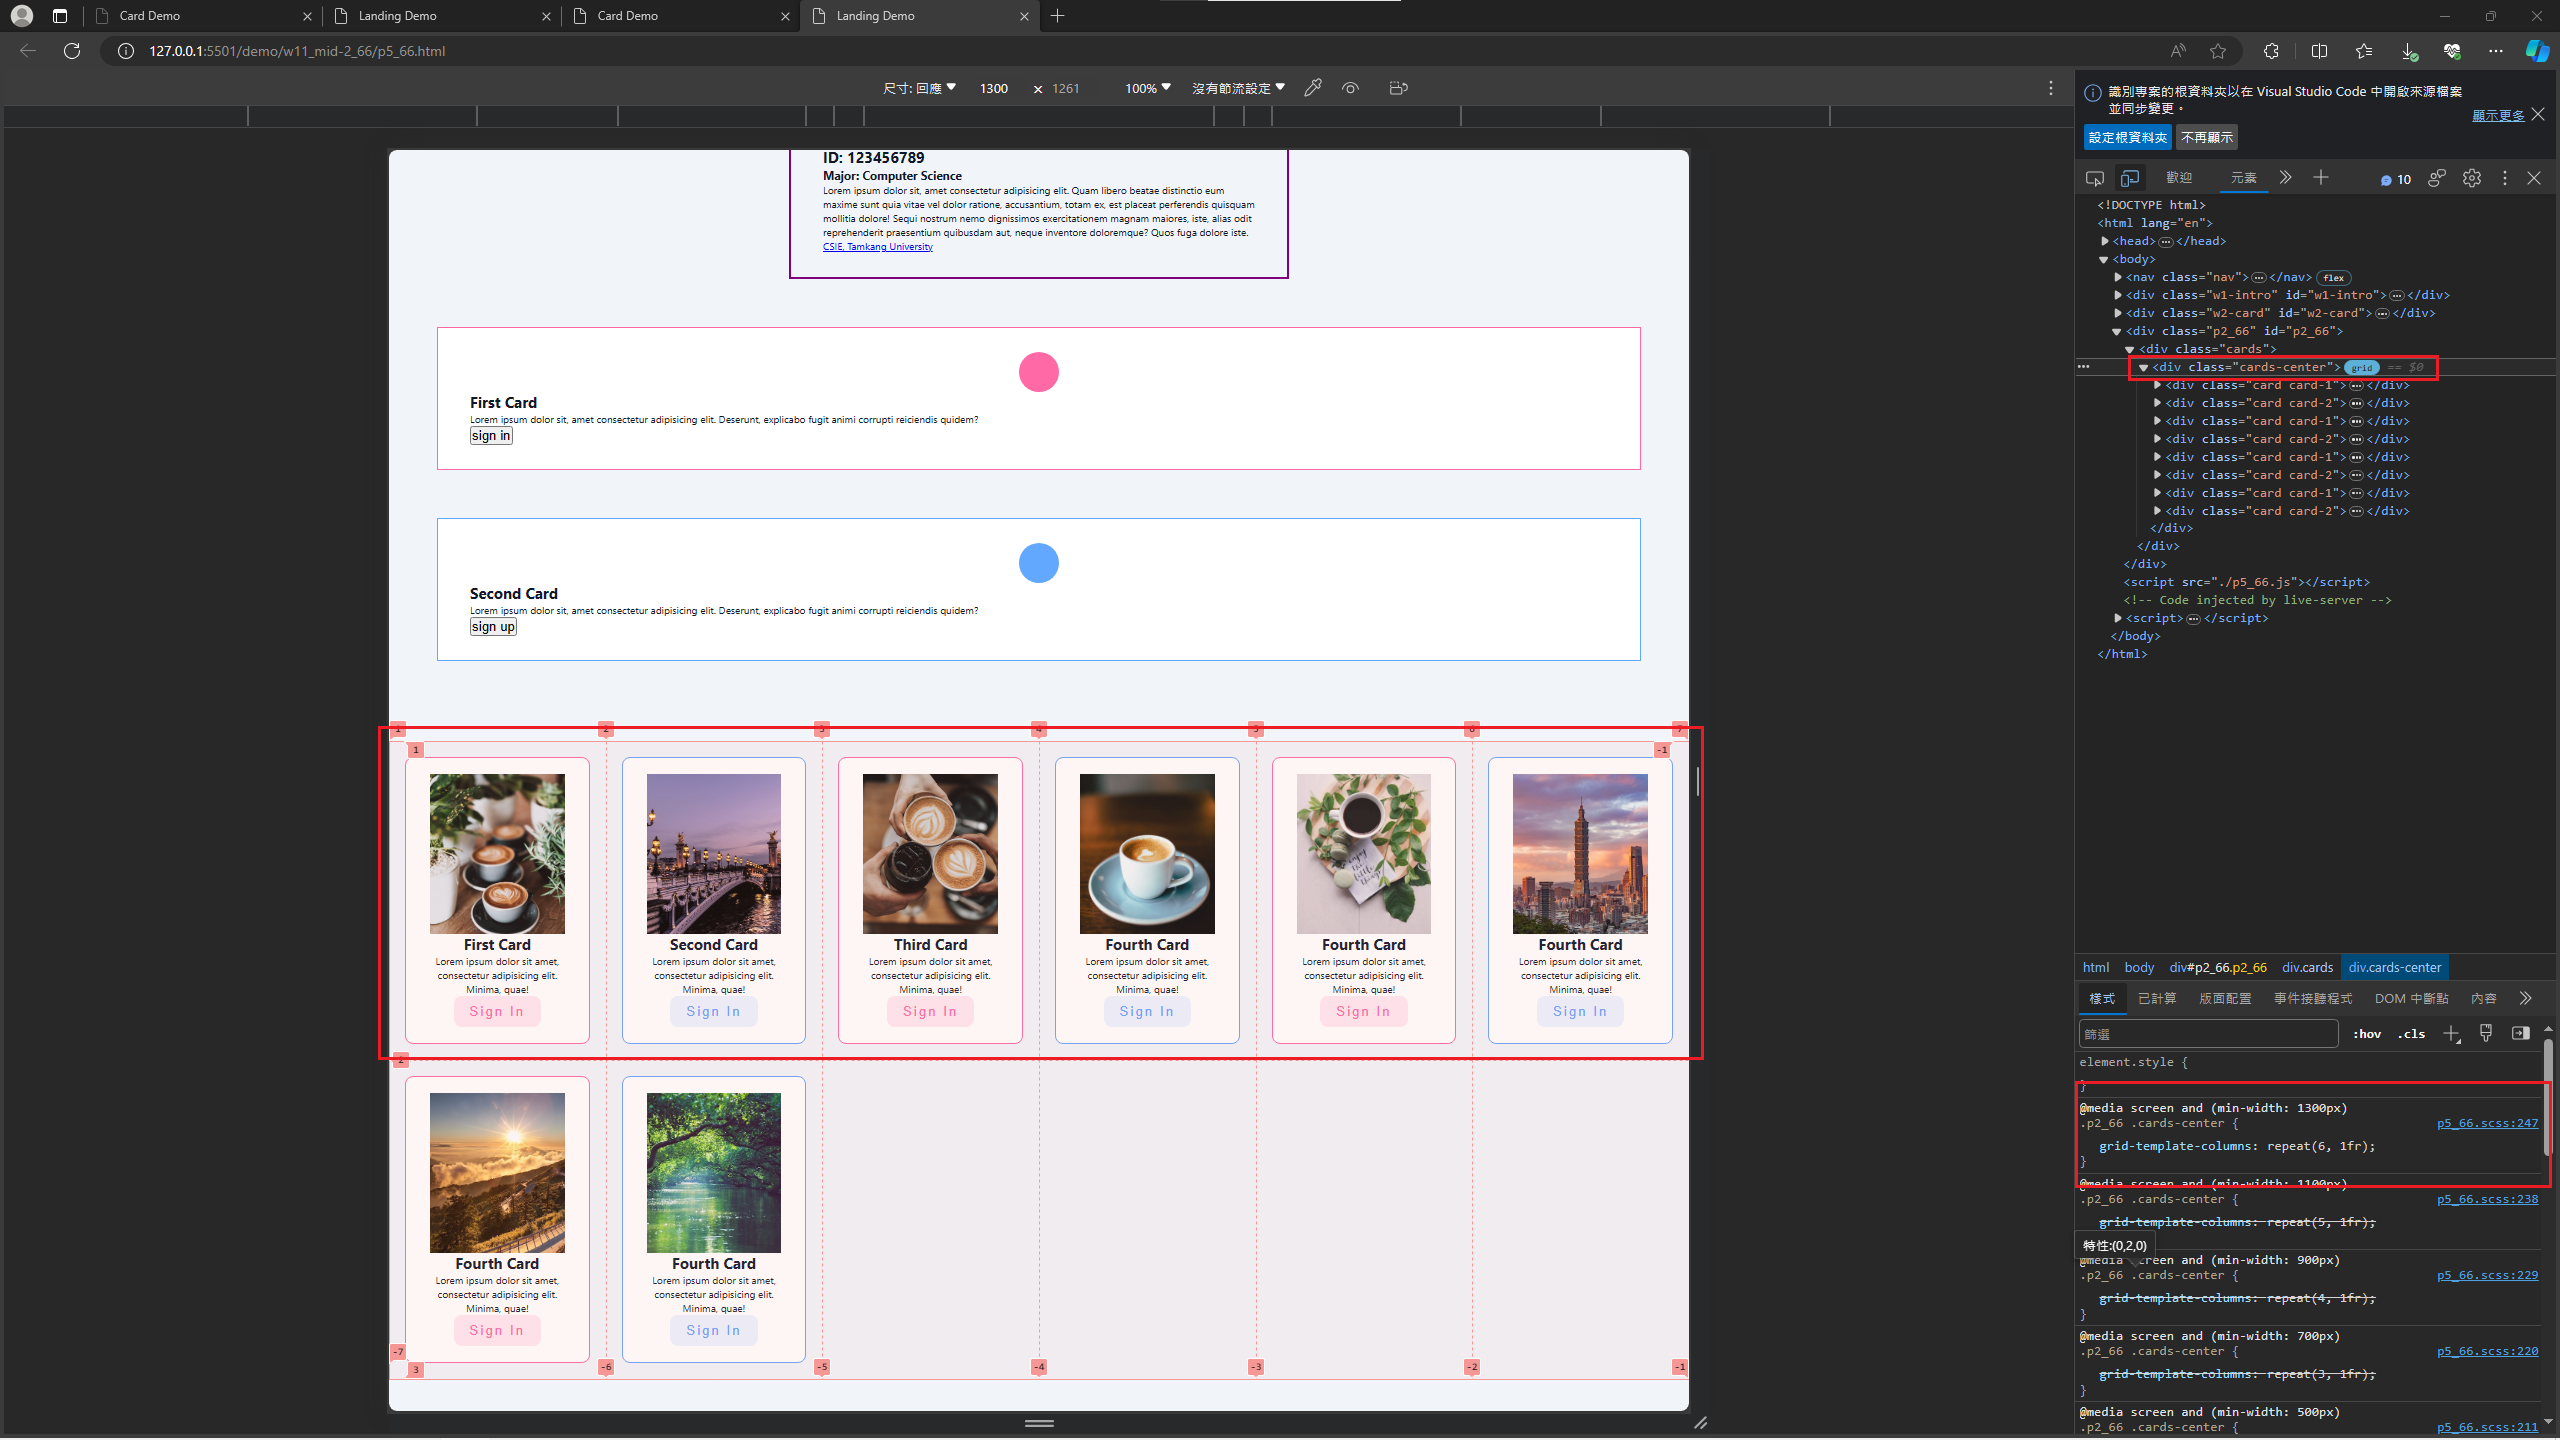 Card Demo
Landing Demo
Card Demo
Landing Demo
127.0.0.1:5501/demo/w11_mid-2_66/p5_66.html
尺寸: 回應 1300 × 1261 100% 沒有節流設定
ID: 123456789
Major: Computer Science
Lorem ipsum dolor sit, amet consectetur adipisicing elit. Quam libero beatae distinctio eum
maxime sunt quia vitae vel dolor ratione, accusantium, totam ex, est placeat perferendis quisquam
mollitia dolore! Sequi nostrum nemo dignissimos exercitationem magnam maiores, iste, alias odit
reprehenderit praesentium quibusdam aut, neque inventore doloremque? Quos fuga dolore iste.
CSIE, Tamkang University
First Card
Lorem ipsum dolor sit, amet consectetur adipisicing elit. Deserunt, explicabo fugit animi corrupti reiciendis quidem?
sign in
Second Card
Lorem ipsum dolor sit, amet consectetur adipisicing elit. Deserunt, explicabo fugit animi corrupti reiciendis quidem?
sign up
1 2 3 4 5 6 7
1 -1
First Card
Lorem ipsum dolor sit amet,
consectetur adipisicing elit.
Minima, quae!
Sign In
Second Card
Lorem ipsum dolor sit amet,
consectetur adipisicing elit.
Minima, quae!
Sign In
Third Card
Lorem ipsum dolor sit amet,
consectetur adipisicing elit.
Minima, quae!
Sign In
Fourth Card
Lorem ipsum dolor sit amet,
consectetur adipisicing elit.
Minima, quae!
Sign In
Fourth Card
Lorem ipsum dolor sit amet,
consectetur adipisicing elit.
Minima, quae!
Sign In
Fourth Card
Lorem ipsum dolor sit amet,
consectetur adipisicing elit.
Minima, quae!
Sign In
2
Fourth Card
Lorem ipsum dolor sit amet,
consectetur adipisicing elit.
Minima, quae!
Sign In
Fourth Card
Lorem ipsum dolor sit amet,
consectetur adipisicing elit.
Minima, quae!
Sign In
-7
3 -6 -5 -4 -3 -2 -1
識別專案的根資料夾以在 Visual Studio Code 中開啟來源檔案
並同步變更。
顯示更多
設定根資料夾 不再顯示
歡迎 元素 10
<!DOCTYPE html>
<html lang="en">
<head>…</head>
<body>
<nav class="nav">…</nav> flex
<div class="w1-intro" id="w1-intro">…</div>
<div class="w2-card" id="w2-card">…</div>
<div class="p2_66" id="p2_66">
<div class="cards">
<div class="cards-center"> grid == $0
<div class="card card-1">…</div>
<div class="card card-2">…</div>
<div class="card card-1">…</div>
<div class="card card-2">…</div>
<div class="card card-1">…</div>
<div class="card card-2">…</div>
<div class="card card-1">…</div>
<div class="card card-2">…</div>
</div>
</div>
</div>
<script src="./p5_66.js"></script>
<!-- Code injected by live-server -->
<script>…</script>
</body>
</html>
html body div#p2_66.p2_66 div.cards div.cards-center
樣式 已計算 版面配置 事件接聽程式 DOM 中斷點 內容
篩選 :hov .cls
element.style {
}
@media screen and (min-width: 1300px)
.p2_66 .cards-center { p5_66.scss:247
grid-template-columns: repeat(6, 1fr);
}
@media screen and (min-width: 1100px)
.p2_66 .cards-center { p5_66.scss:238
grid-template-columns: repeat(5, 1fr);
特性:(0,2,0)
@media screen and (min-width: 900px)
.p2_66 .cards-center { p5_66.scss:229
grid-template-columns: repeat(4, 1fr);
}
@media screen and (min-width: 700px)
.p2_66 .cards-center { p5_66.scss:220
grid-template-columns: repeat(3, 1fr);
}
@media screen and (min-width: 500px)
.p2_66 .cards-center { p5_66.scss:211